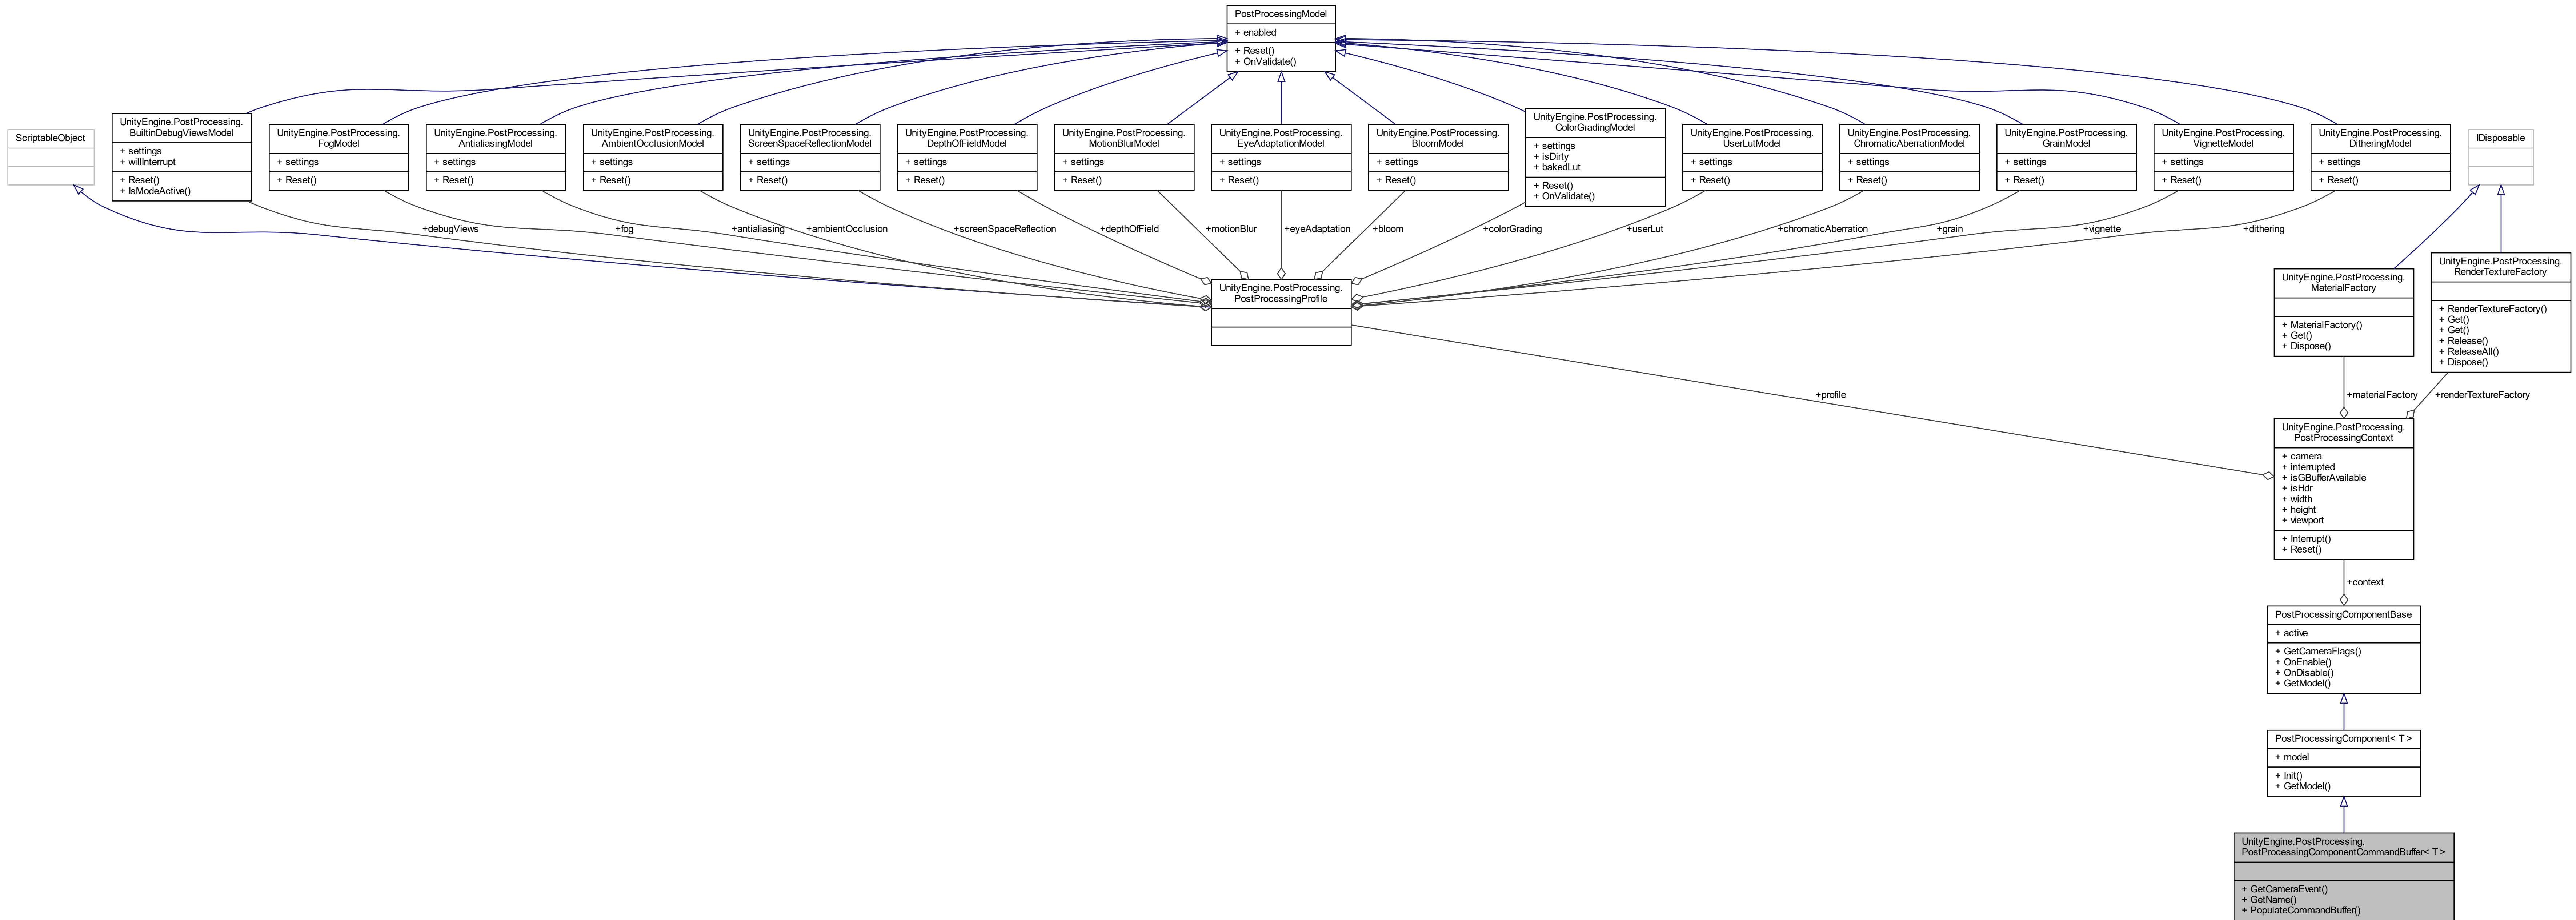 PostProcessingModel
+ enabled
+ Reset()
+ OnValidate()
ScriptableObject
UnityEngine.PostProcessing.
BuiltinDebugViewsModel
+ settings
+ willInterrupt
+ Reset()
+ IsModeActive()
UnityEngine.PostProcessing.
FogModel
+ settings
+ Reset()
UnityEngine.PostProcessing.
AntialiasingModel
+ settings
+ Reset()
UnityEngine.PostProcessing.
AmbientOcclusionModel
+ settings
+ Reset()
UnityEngine.PostProcessing.
ScreenSpaceReflectionModel
+ settings
+ Reset()
UnityEngine.PostProcessing.
DepthOfFieldModel
+ settings
+ Reset()
UnityEngine.PostProcessing.
MotionBlurModel
+ settings
+ Reset()
UnityEngine.PostProcessing.
EyeAdaptationModel
+ settings
+ Reset()
UnityEngine.PostProcessing.
BloomModel
+ settings
+ Reset()
UnityEngine.PostProcessing.
ColorGradingModel
+ settings
+ isDirty
+ bakedLut
+ Reset()
+ OnValidate()
UnityEngine.PostProcessing.
UserLutModel
+ settings
+ Reset()
UnityEngine.PostProcessing.
ChromaticAberrationModel
+ settings
+ Reset()
UnityEngine.PostProcessing.
GrainModel
+ settings
+ Reset()
UnityEngine.PostProcessing.
VignetteModel
+ settings
+ Reset()
UnityEngine.PostProcessing.
DitheringModel
+ settings
+ Reset()
IDisposable
+debugViews
+fog
+antialiasing
+ambientOcclusion
+screenSpaceReflection
+depthOfField
+motionBlur
+eyeAdaptation
+bloom
+colorGrading
+userLut
+chromaticAberration
+grain
+vignette
+dithering
UnityEngine.PostProcessing.
PostProcessingProfile
UnityEngine.PostProcessing.
MaterialFactory
+ MaterialFactory()
+ Get()
+ Dispose()
UnityEngine.PostProcessing.
RenderTextureFactory
+ RenderTextureFactory()
+ Get()
+ Get()
+ Release()
+ ReleaseAll()
+ Dispose()
+profile
+materialFactory
+renderTextureFactory
UnityEngine.PostProcessing.
PostProcessingContext
+ camera
+ interrupted
+ isGBufferAvailable
+ isHdr
+ width
+ height
+ viewport
+ Interrupt()
+ Reset()
+context
PostProcessingComponentBase
+ active
+ GetCameraFlags()
+ OnEnable()
+ OnDisable()
+ GetModel()
PostProcessingComponent< T >
+ model
+ Init()
+ GetModel()
UnityEngine.PostProcessing.
PostProcessingComponentCommandBuffer< T >
+ GetCameraEvent()
+ GetName()
+ PopulateCommandBuffer()